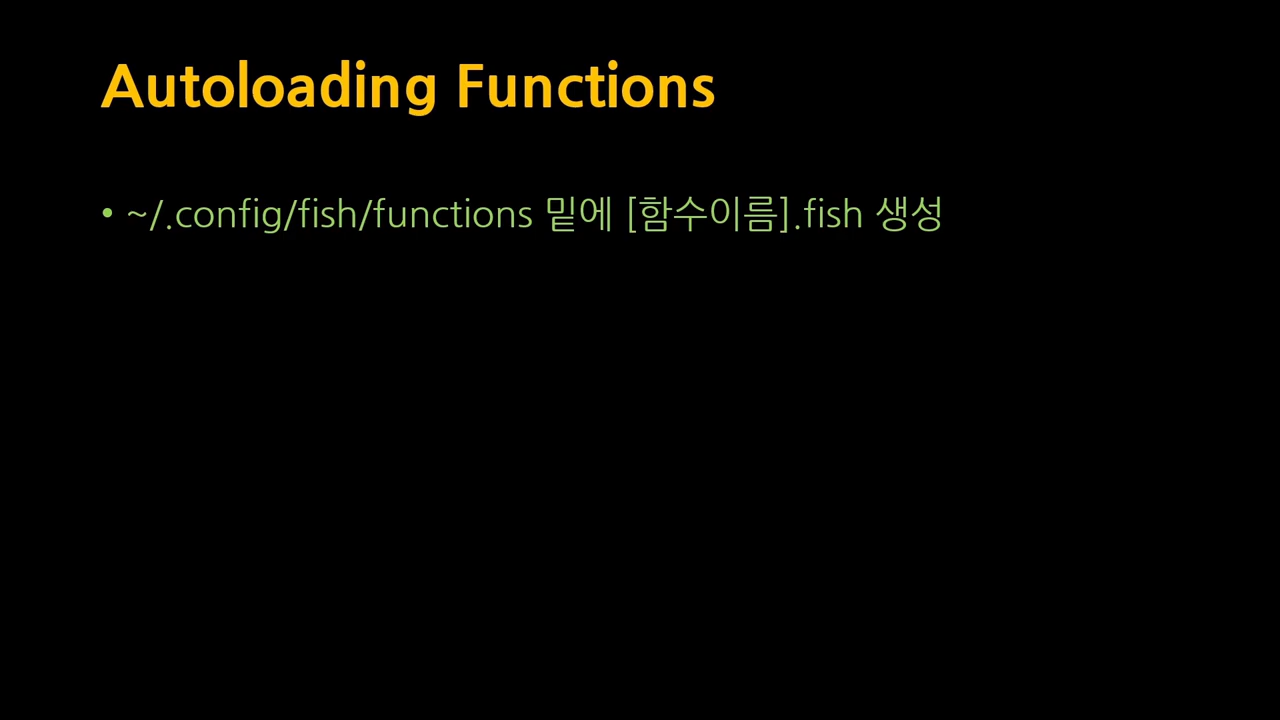 Autoloading Functions
• ~/.config/fish/functions 밑에 [함수이름].fish 생성